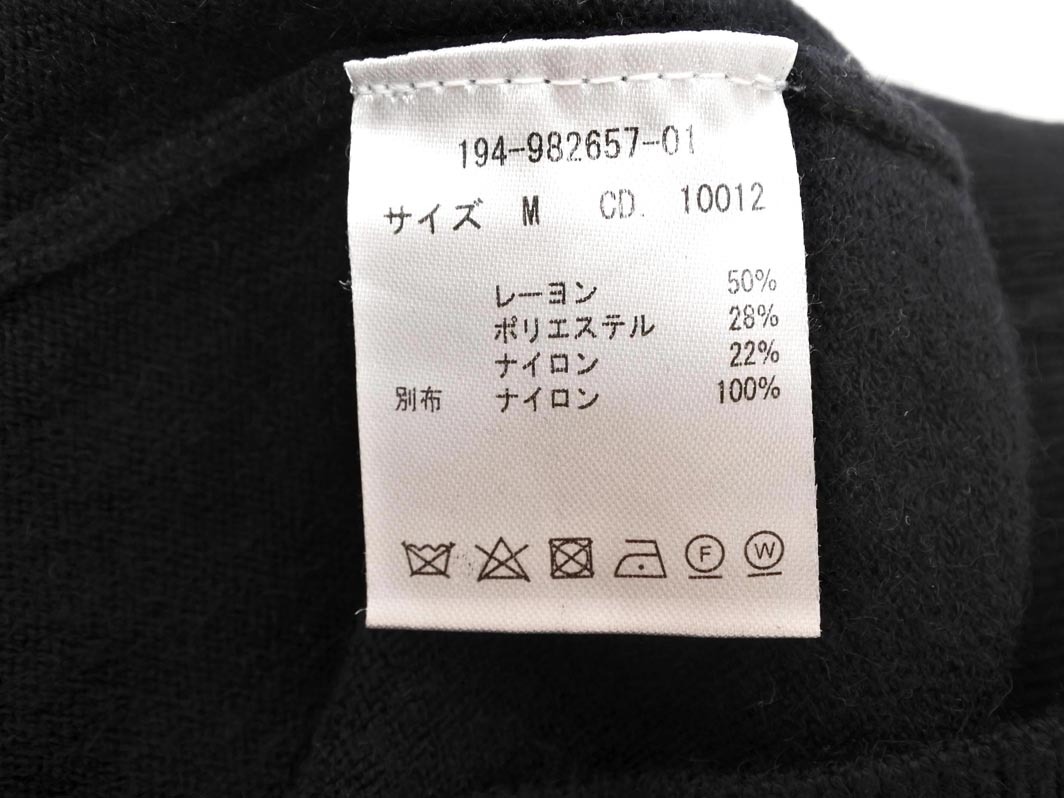 194-982657-01
サイズ M CD. 10012
レーヨン 50%
ポリエステル 28%
ナイロン 22%
別布 ナイロン 100%
F W